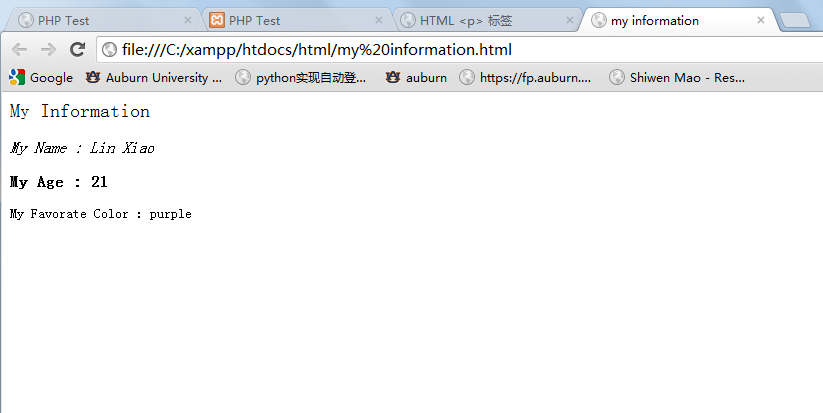 PHP Test
PHP Test
HTML <p> 标签
my information
file:///C:/xampp/htdocs/html/my%20information.html
Google
Auburn University ...
python实现自动登...
auburn
https://fp.auburn....
Shiwen Mao - Res...
My Information
My Name : Lin Xiao
My Age : 21
My Favorate Color : purple